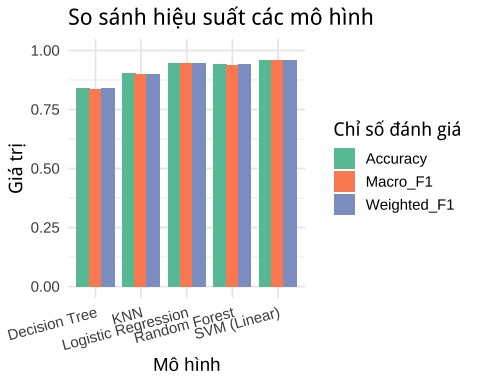 So sánh hiệu suất các mô hình
1.00
0.75
0.50
0.25
0.00
Giá trị
Decision Tree
KNN
Logistic Regression
Random Forest
SVM (Linear)
Mô hình
Chỉ số đánh giá
Accuracy
Macro_F1
Weighted_F1